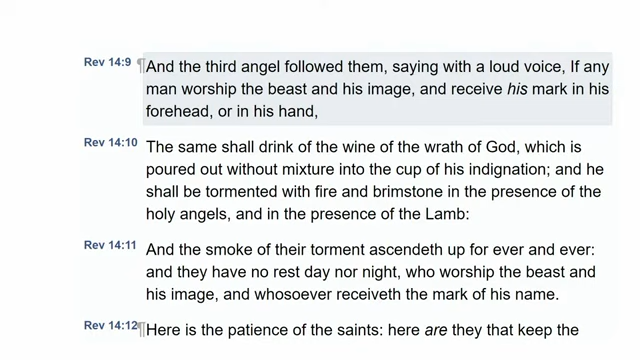 Rev 14:9 ¶And the third angel followed them, saying with a loud voice, If any
man worship the beast and his image, and receive his mark in his
forehead, or in his hand,
Rev 14:10 The same shall drink of the wine of the wrath of God, which is
poured out without mixture into the cup of his indignation; and he
shall be tormented with fire and brimstone in the presence of the
holy angels, and in the presence of the Lamb:
Rev 14:11 And the smoke of their torment ascendeth up for ever and ever:
and they have no rest day nor night, who worship the beast and
his image, and whosoever receiveth the mark of his name.
Rev 14:12 ¶Here is the patience of the saints: here are they that keep the